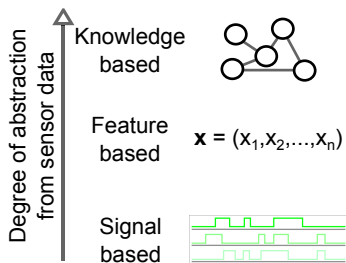 Degree of abstraction
from sensor data
Knowledge
based
Feature
based
x = (x₁,x₂,...,xₙ)
Signal
based